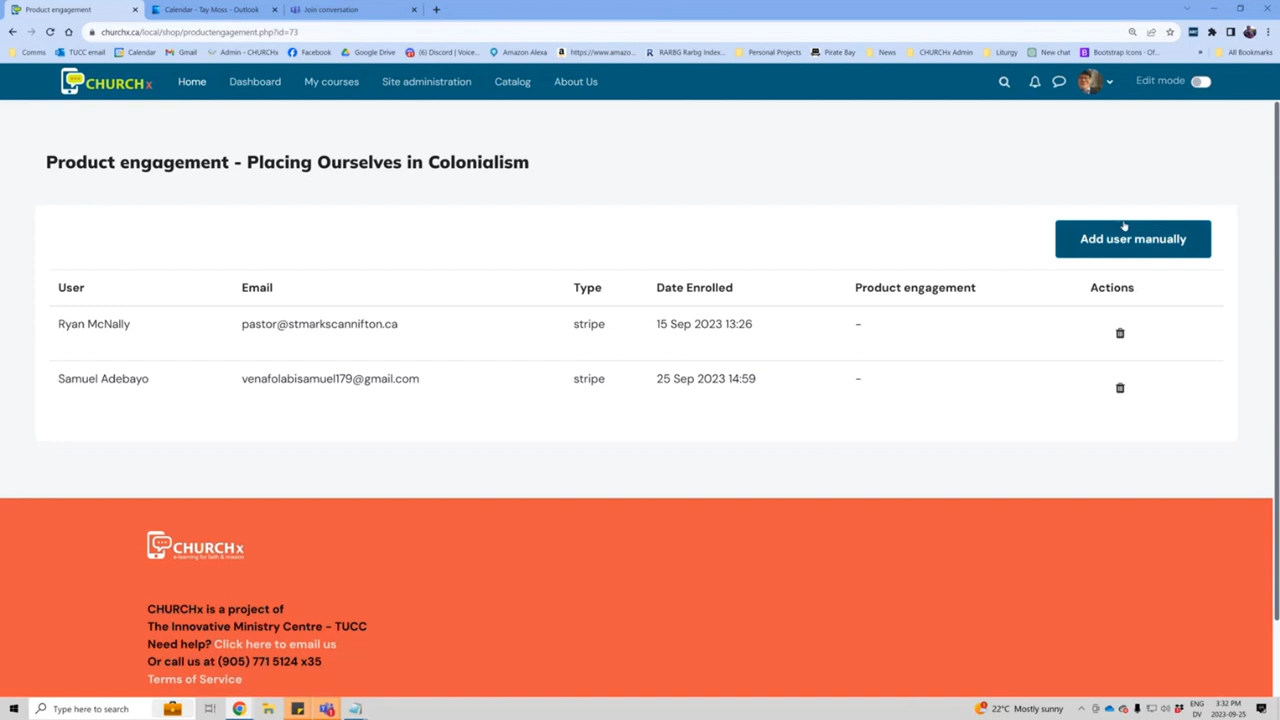 Product engagement
Calendar - Tay Moss - Outlook
Join conversation
churchx.ca/local/shop/productengagement.php?id=73
Comms
TUCC email
Calendar
Gmail
Admin - CHURCHx
Facebook
Google Drive
(6) Discord | Voice...
Amazon Alexa
https://www.amazo...
RARBG Rarbg Index...
Personal Projects
Pirate Bay
News
CHURCHx Admin
Liturgy
New chat
Bootstrap Icons · Of...
»
All Bookmarks
CHURCHx
Home
Dashboard
My courses
Site administration
Catalog
About Us
Edit mode
Product engagement - Placing Ourselves in Colonialism
Add user manually
User Email Type Date Enrolled Product engagement Actions
Ryan McNally pastor@stmarkscannifton.ca stripe 15 Sep 2023 13:26 -
Samuel Adebayo venafolabisamuel179@gmail.com stripe 25 Sep 2023 14:59 -
CHURCHx
e-learning for faith & mission
CHURCHx is a project of
The Innovative Ministry Centre - TUCC
Need help? Click here to email us
Or call us at (905) 771 5124 x35
Terms of Service
Type here to search
22°C Mostly sunny
ENG
DV
3:32 PM
2023-09-25